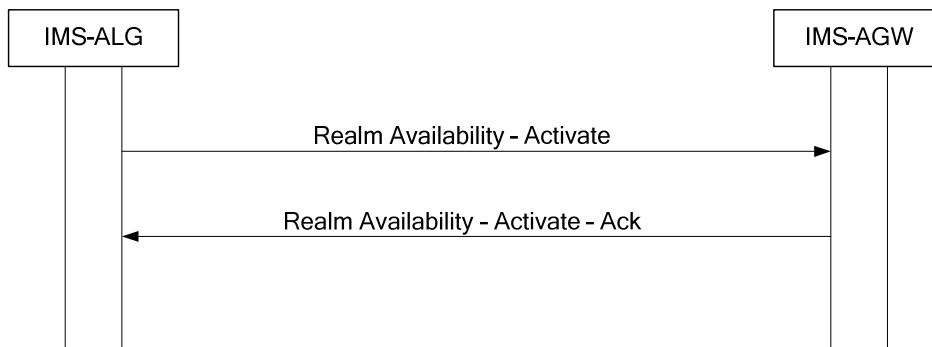 IMS-ALG
IMS-AGW
Realm Availability - Activate
Realm Availability - Activate - Ack